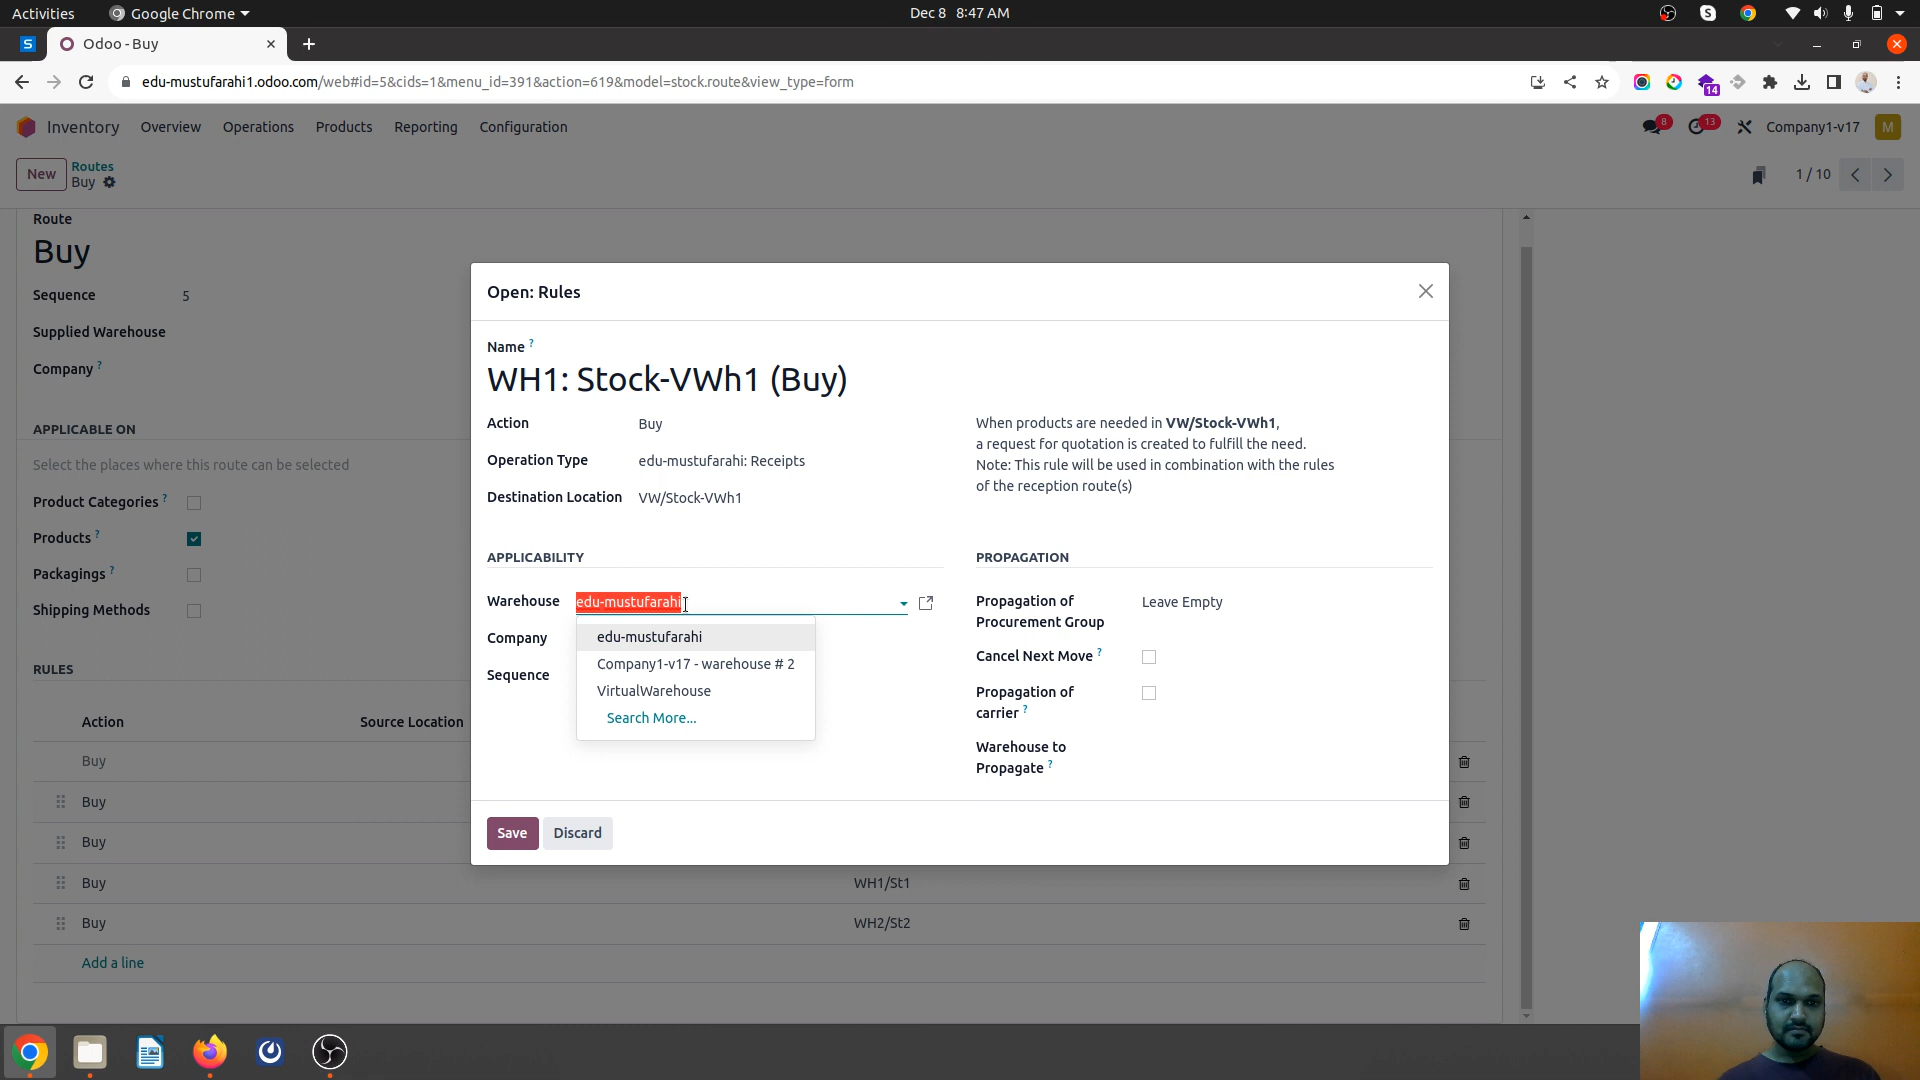 Activities
Google Chrome
Dec 8 8:47 AM
S
S
Odoo - Buy
edu-mustufarahi1.odoo.com/web#id=5&cids=1&menu_id=391&action=619&model=stock.route&view_type=form
14
Inventory
Overview
Operations
Products
Reporting
Configuration
8
13
Company1-v17
M
New
Routes
Buy
1 / 10
Route
Buy
Sequence
5
Supplied Warehouse
Company ?
APPLICABLE ON
Select the places where this route can be selected
Product Categories ?
Products ?
Packagings ?
Shipping Methods
RULES
Action
Source Location
Buy
Buy
Buy
Buy
WH1/St1
Buy
WH2/St2
Add a line
Open: Rules
Name ?
WH1: Stock-VWh1 (Buy)
Action
Buy
Operation Type
edu-mustufarahi: Receipts
Destination Location
VW/Stock-VWh1
When products are needed in VW/Stock-VWh1,
a request for quotation is created to fulfill the need.
Note: This rule will be used in combination with the rules
of the reception route(s)
APPLICABILITY
Warehouse
edu-mustufarahi
edu-mustufarahi
Company1-v17 - warehouse # 2
VirtualWarehouse
Search More...
Company
Sequence
PROPAGATION
Propagation of
Procurement Group
Leave Empty
Cancel Next Move ?
Propagation of
carrier ?
Warehouse to
Propagate ?
Save
Discard